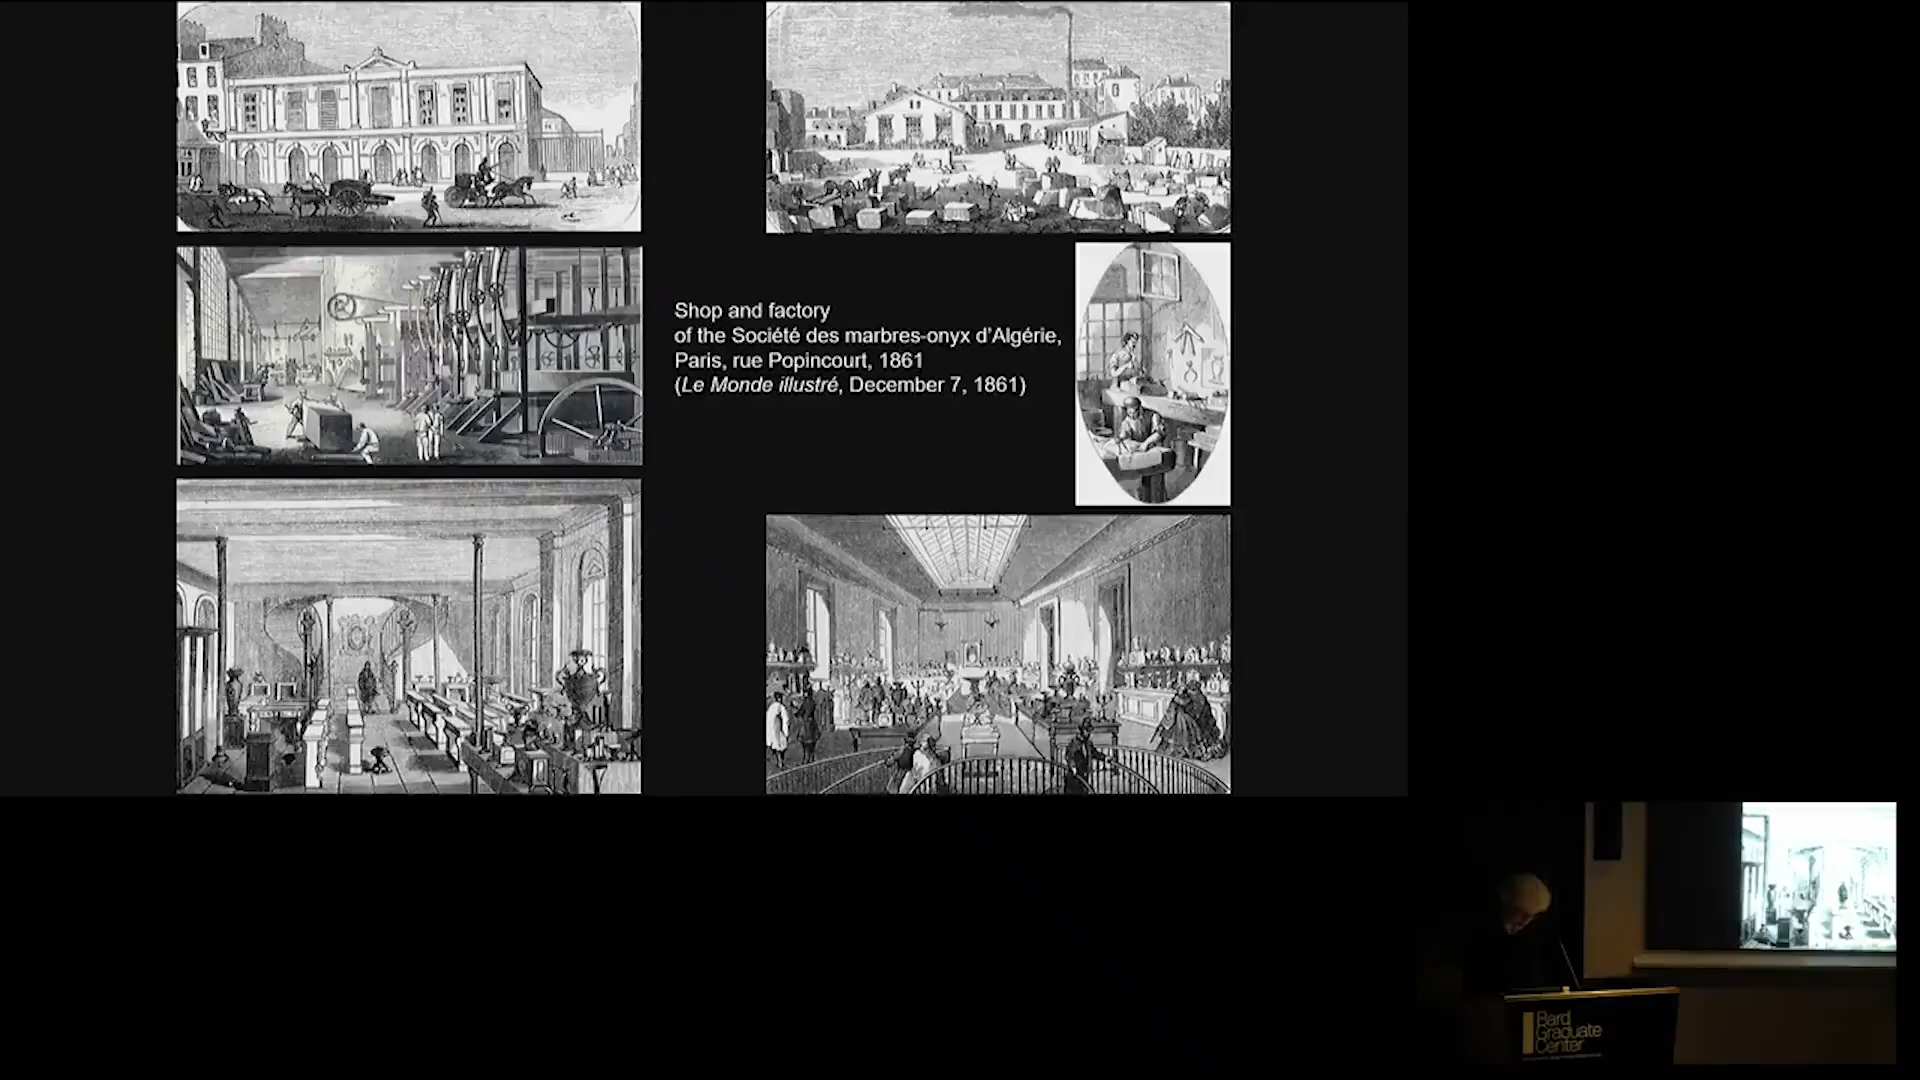 Shop and factory
of the Société des marbres-onyx d'Algérie,
Paris, rue Popincourt, 1861
(Le Monde illustré, December 7, 1861)
Bard
Graduate
Center